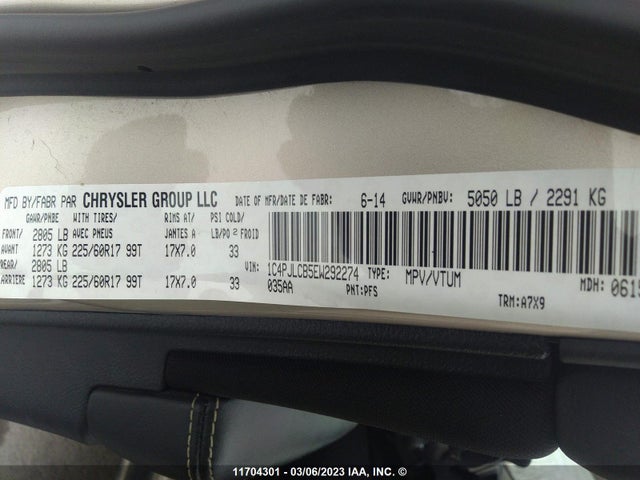 MFD BY/FABR PAR CHRYSLER GROUP LLC DATE OF MFR/DATE DE FABR: 6-14 GVWR/PNBV: 5050 LB / 2291 KG
GAWR/PNBE WITH TIRES/ RIMS AT/ PSI COLD/
FRONT/ 2805 LB AVEC PNEUS JANTES A LB/PO 2 FROID
AVANT 1273 KG 225/60R17 99T 17X7.0 33
REAR/ 2805 LB
ARRIERE 1273 KG 225/60R17 99T 17X7.0 33
VIN: 1C4PJLCB5EW292274 TYPE: MPV/VTUM MDH: 0615
035AA PNT:PFS TRM:A7X9
11704301 - 03/06/2023 IAA, INC. ©